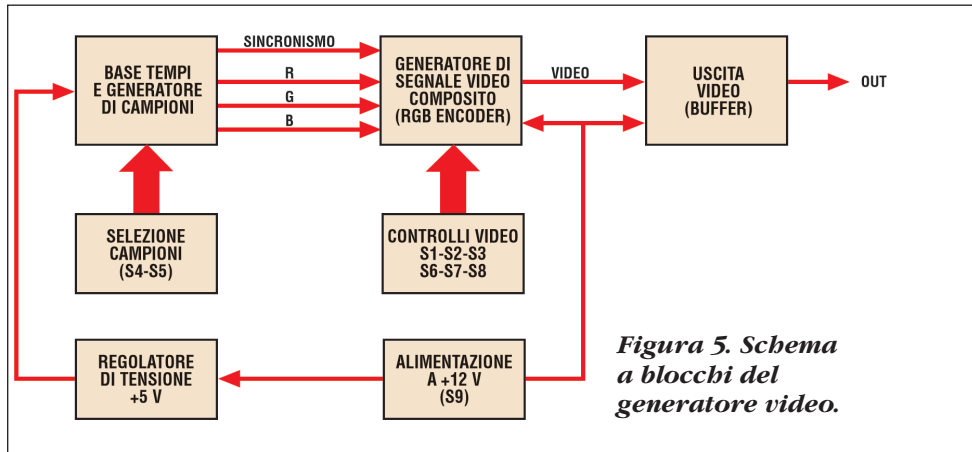 BASE TEMPI
E GENERATORE
DI CAMPIONI
SINCRONISMO
R
G
B
GENERATORE DI
SEGNALE VIDEO
COMPOSITO
(RGB ENCODER)
VIDEO
USCITA
VIDEO
(BUFFER)
OUT
SELEZIONE
CAMPIONI
(S4-S5)
CONTROLLI VIDEO
S1-S2-S3
S6-S7-S8
REGOLATORE
DI TENSIONE
+5 V
ALIMENTAZIONE
A +12 V
(S9)
Figura 5. Schema
a blocchi del
generatore video.